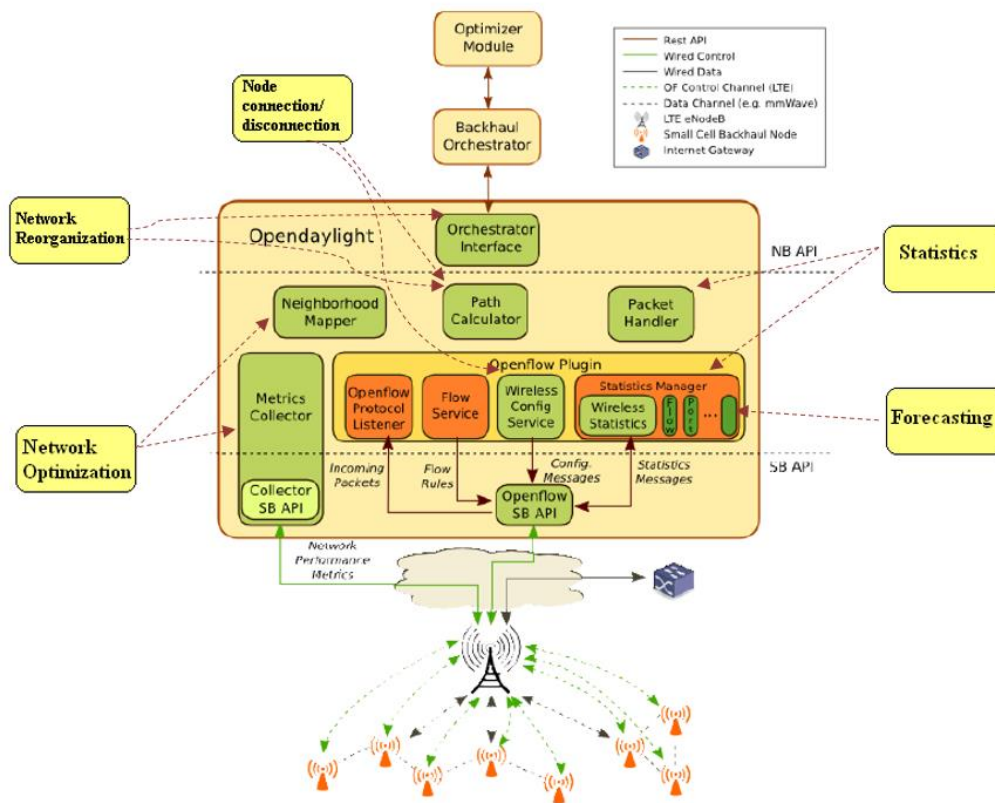 Optimizer
Module
Rest API
Wired Control
Wired Data
OF Control Channel (LTE)
Data Channel (e.g. mmWave)
LTE eNodeB
Small Cell Backhaul Node
Internet Gateway
Node
connection/
disconnection
Backhaul
Orchestrator
Network
Reorganization
Opendaylight
Orchestrator
Interface
NB API
Statistics
Neighborhood
Mapper
Path
Calculator
Packet
Handler
Openflow Plugin
Metrics
Collector
Openflow
Protocol
Listener
Flow
Service
Wireless
Config
Service
Statistics Manager
Wireless
Statistics
Flow
Port
...
Forecasting
Network
Optimization
SB API
Incoming
Packets
Flow
Rules
Config.
Messages
Statistics
Messages
Collector
SB API
Openflow
SB API
Network
Performance
Metrics